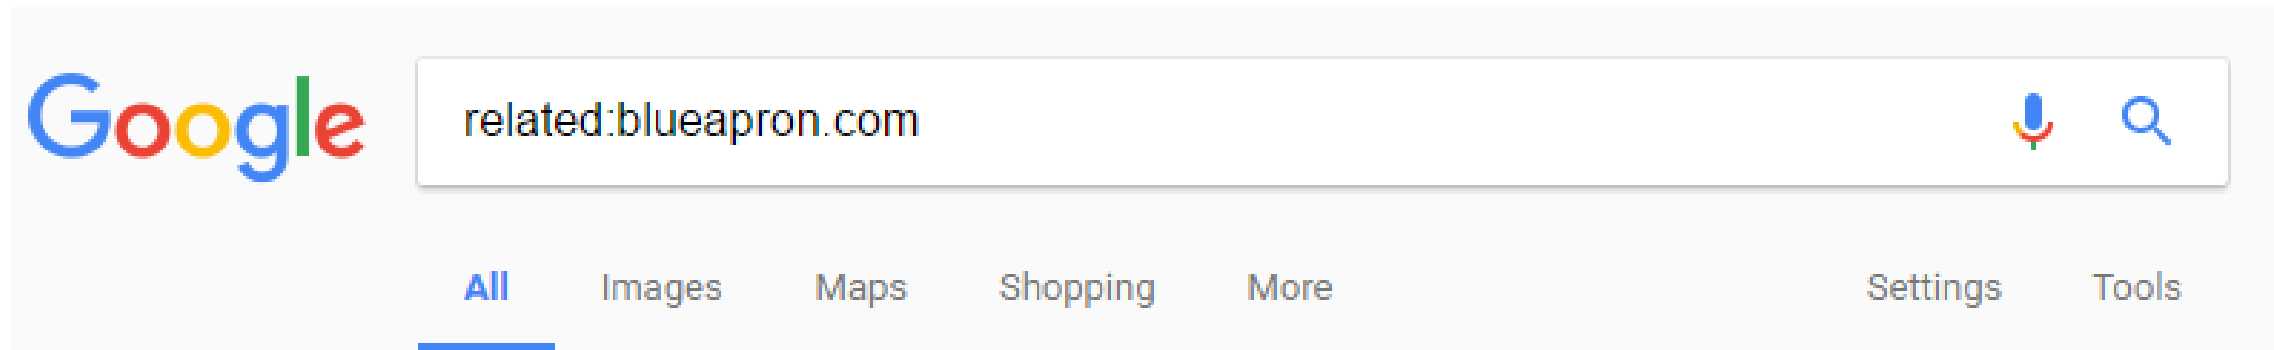 Google related:blueapron.com
All Images Maps Shopping More Settings Tools